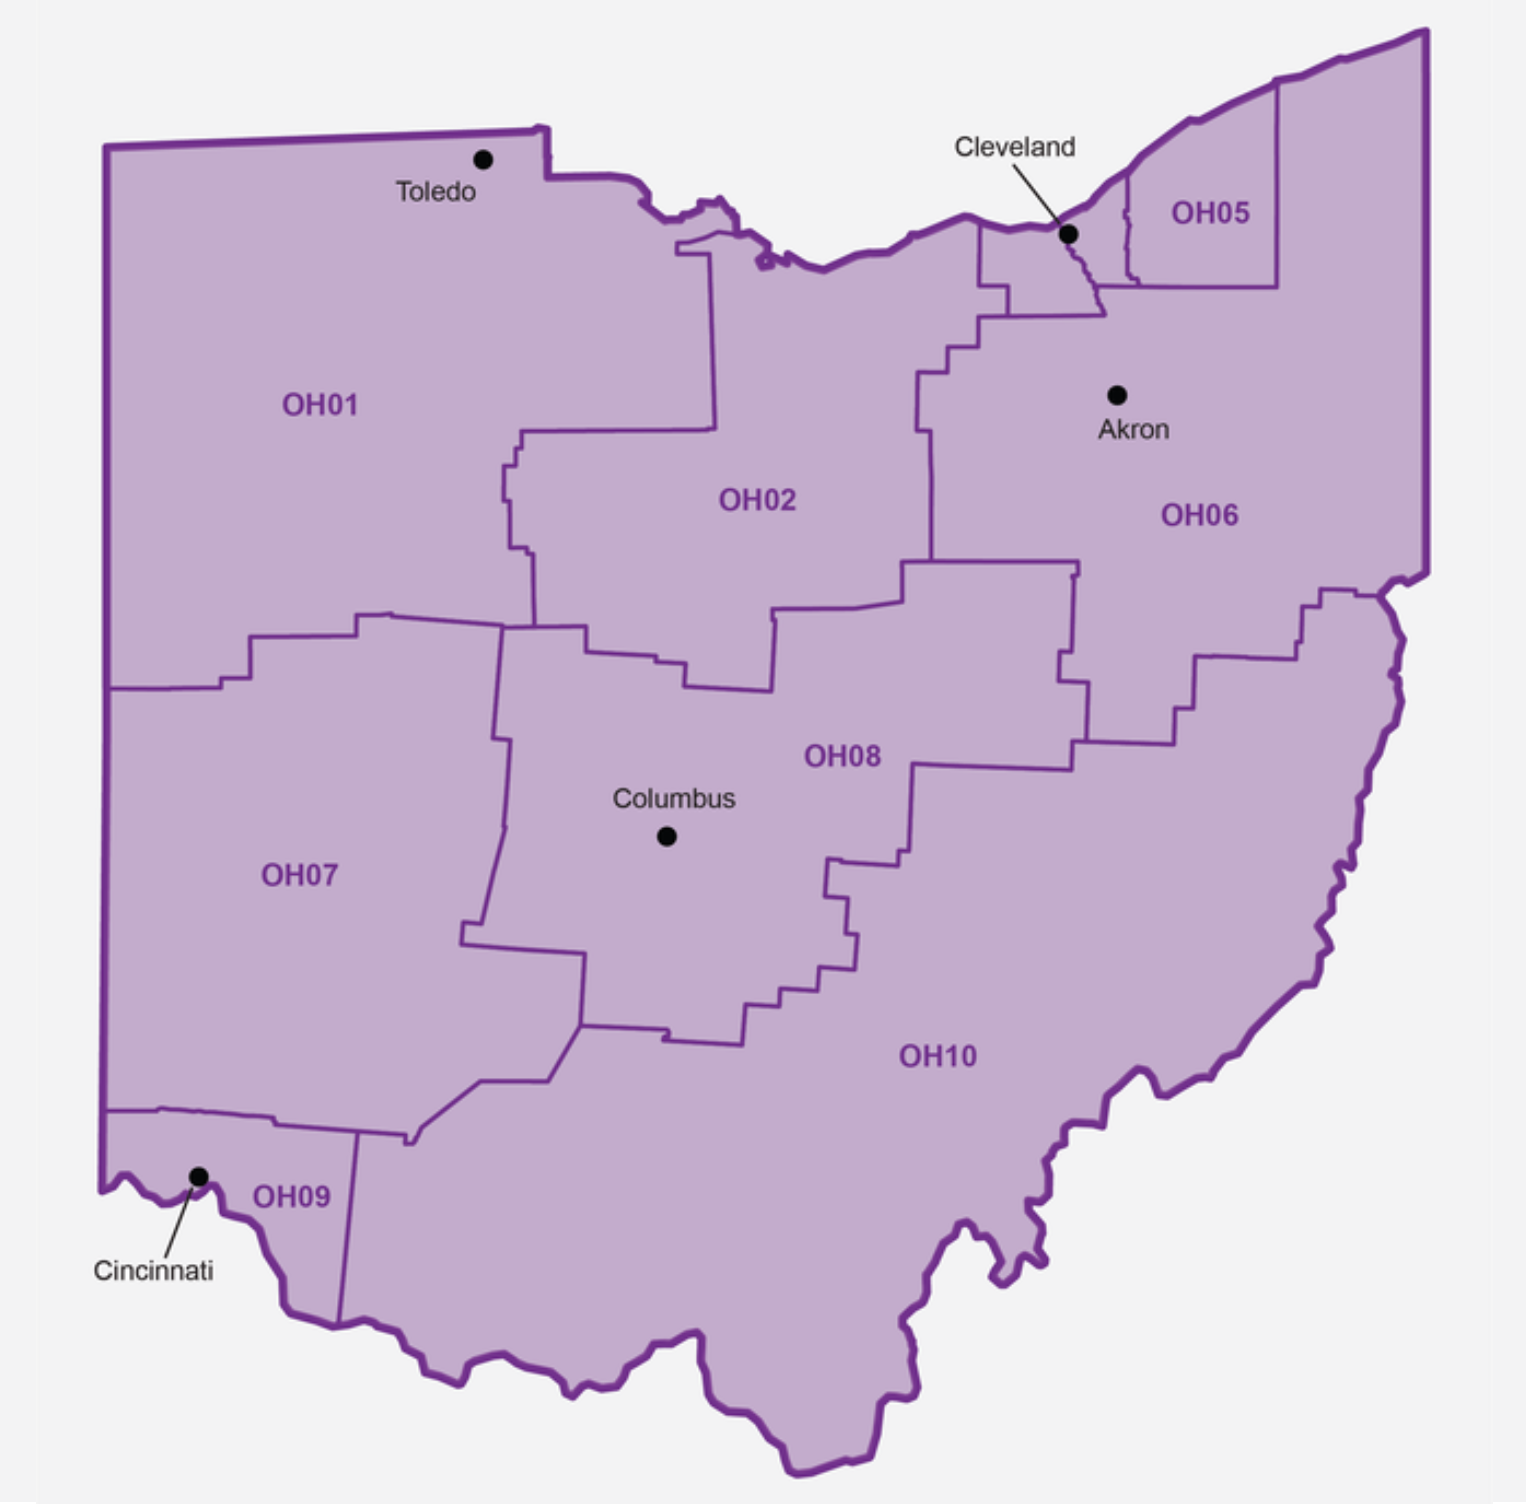 Cleveland
Toledo
OH05
OH01
Akron
OH02
OH06
OH08
Columbus
OH07
OH10
OH09
Cincinnati